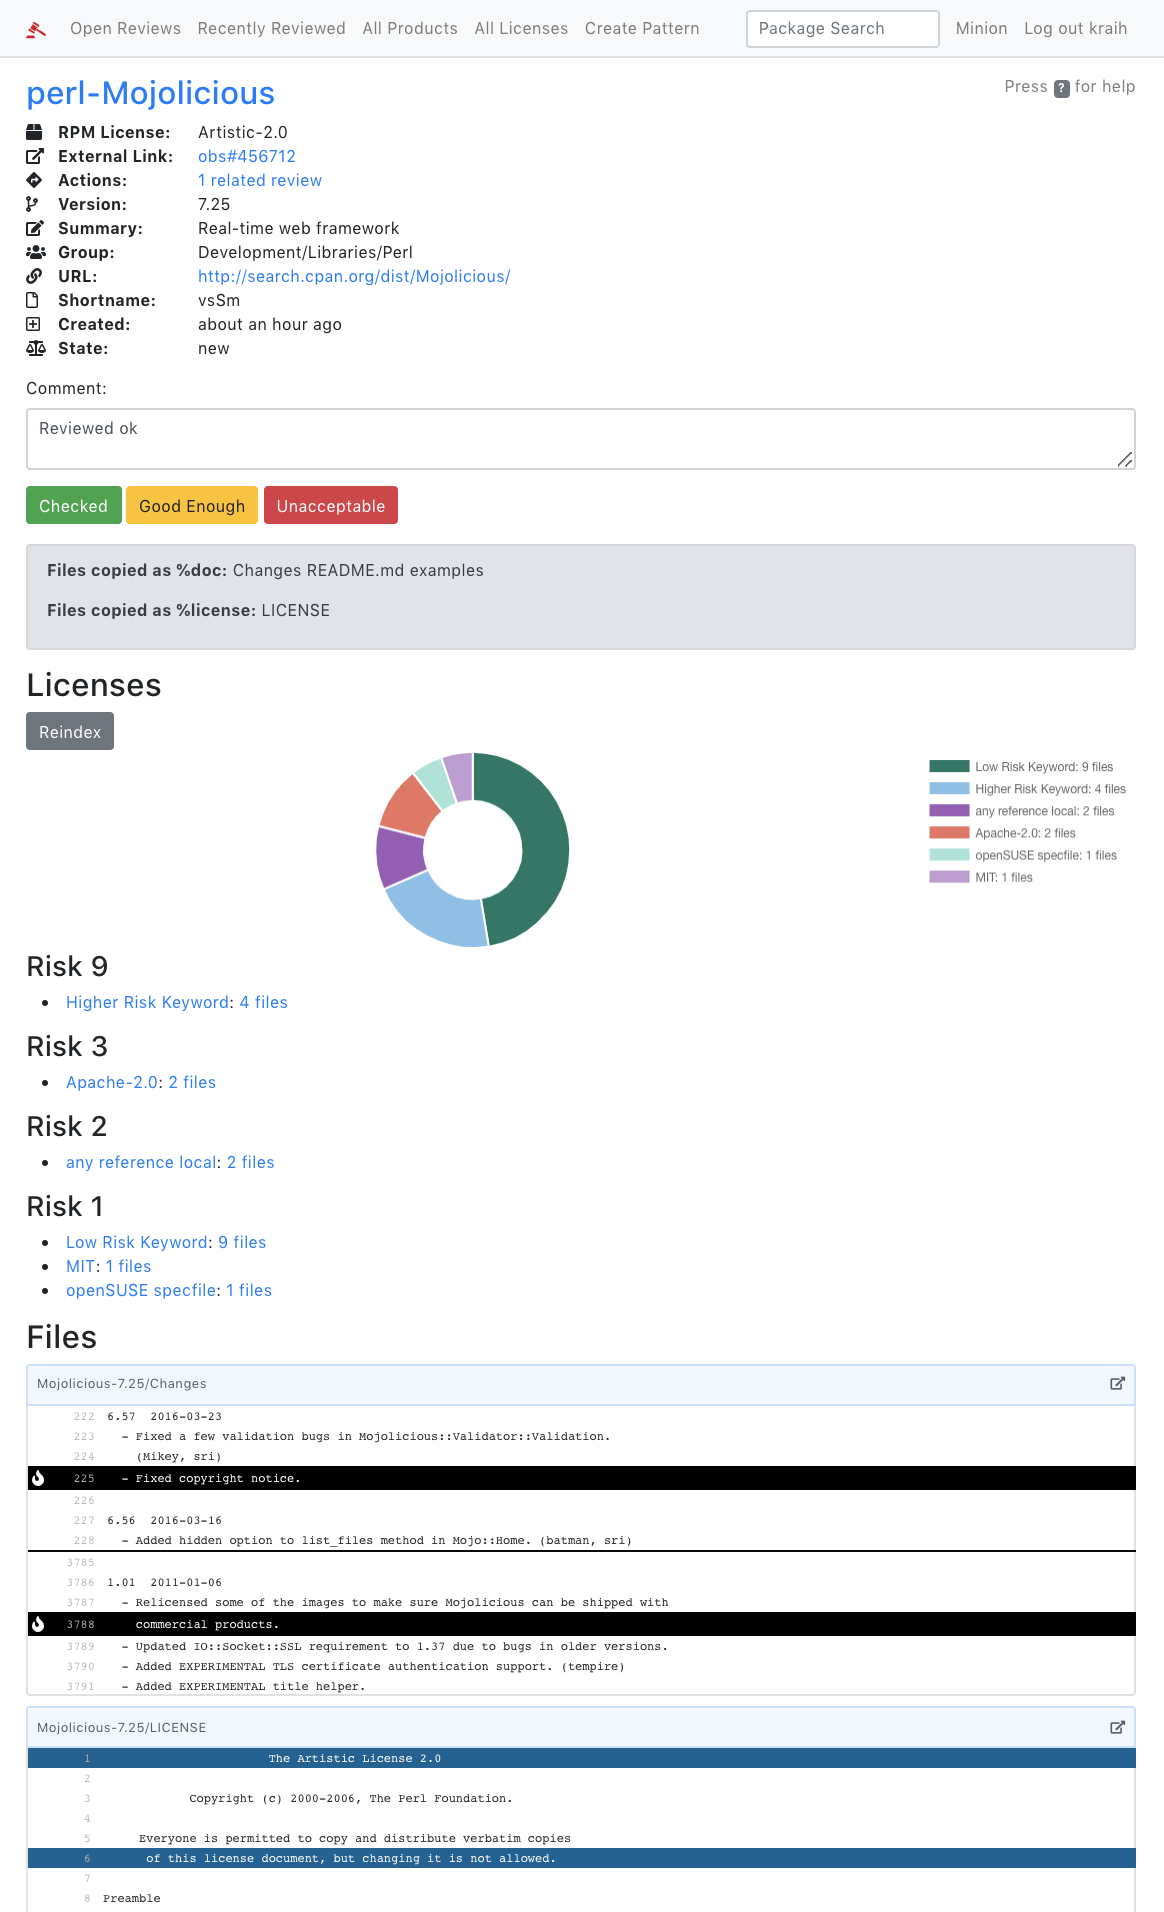 Open Reviews Recently Reviewed All Products All Licenses Create Pattern Package Search Minion Log out kraih
perl-Mojolicious
Press ? for help
RPM License: Artistic-2.0
External Link: obs#456712
Actions: 1 related review
Version: 7.25
Summary: Real-time web framework
Group: Development/Libraries/Perl
URL: http://search.cpan.org/dist/Mojolicious/
Shortname: vsSm
Created: about an hour ago
State: new
Comment:
Reviewed ok
Checked Good Enough Unacceptable
Files copied as %doc: Changes README.md examples
Files copied as %license: LICENSE
Licenses
Reindex
Low Risk Keyword: 9 files
Higher Risk Keyword: 4 files
any reference local: 2 files
Apache-2.0: 2 files
openSUSE specfile: 1 files
MIT: 1 files
Risk 9
• Higher Risk Keyword: 4 files
Risk 3
• Apache-2.0: 2 files
Risk 2
• any reference local: 2 files
Risk 1
• Low Risk Keyword: 9 files
• MIT: 1 files
• openSUSE specfile: 1 files
Files
Mojolicious-7.25/Changes
222 6.57  2016-03-23
223   - Fixed a few validation bugs in Mojolicious::Validator::Validation.
224     (Mikey, sri)
225   - Fixed copyright notice.
226
227 6.56  2016-03-16
228   - Added hidden option to list_files method in Mojo::Home. (batman, sri)
3785
3786 1.01  2011-01-06
3787   - Relicensed some of the images to make sure Mojolicious can be shipped with
3788     commercial products.
3789   - Updated IO::Socket::SSL requirement to 1.37 due to bugs in older versions.
3790   - Added EXPERIMENTAL TLS certificate authentication support. (tempire)
3791   - Added EXPERIMENTAL title helper.
Mojolicious-7.25/LICENSE
1 The Artistic License 2.0
2
3 Copyright (c) 2000-2006, The Perl Foundation.
4
5 Everyone is permitted to copy and distribute verbatim copies
6 of this license document, but changing it is not allowed.
7
8 Preamble